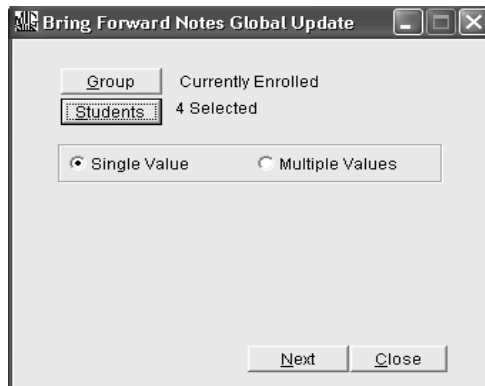 Bring Forward Notes Global Update
Group Currently Enrolled
Students 4 Selected
Single Value Multiple Values
Next Close